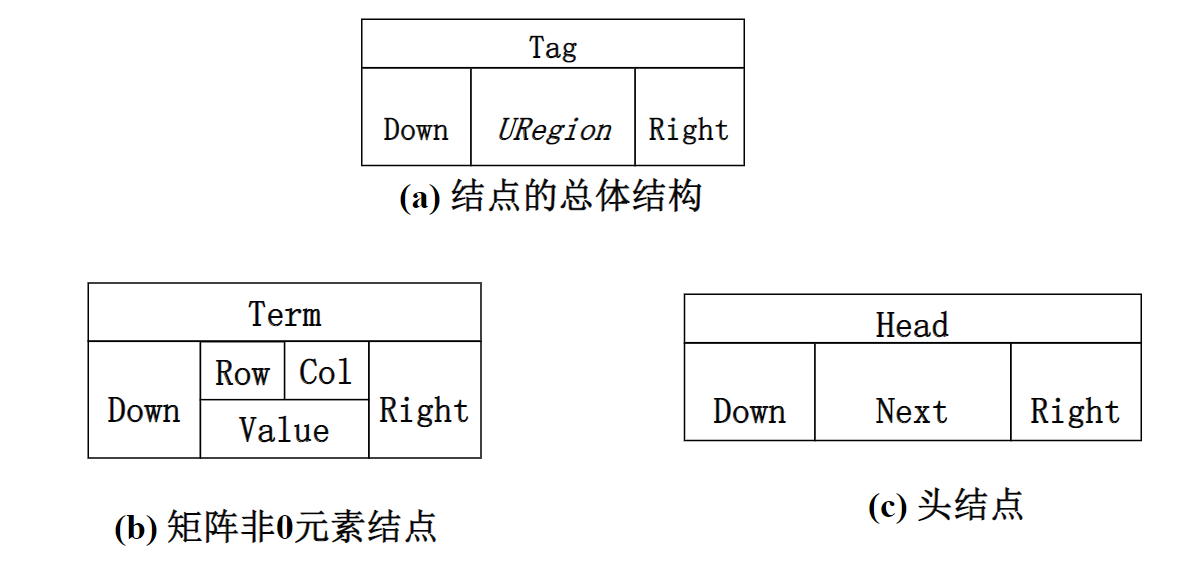 Tag
Down URegion Right
(a) 结点的总体结构
Term
Row Col
Down Right
Value
(b) 矩阵非0元素结点
Head
Down Next Right
(c) 头结点